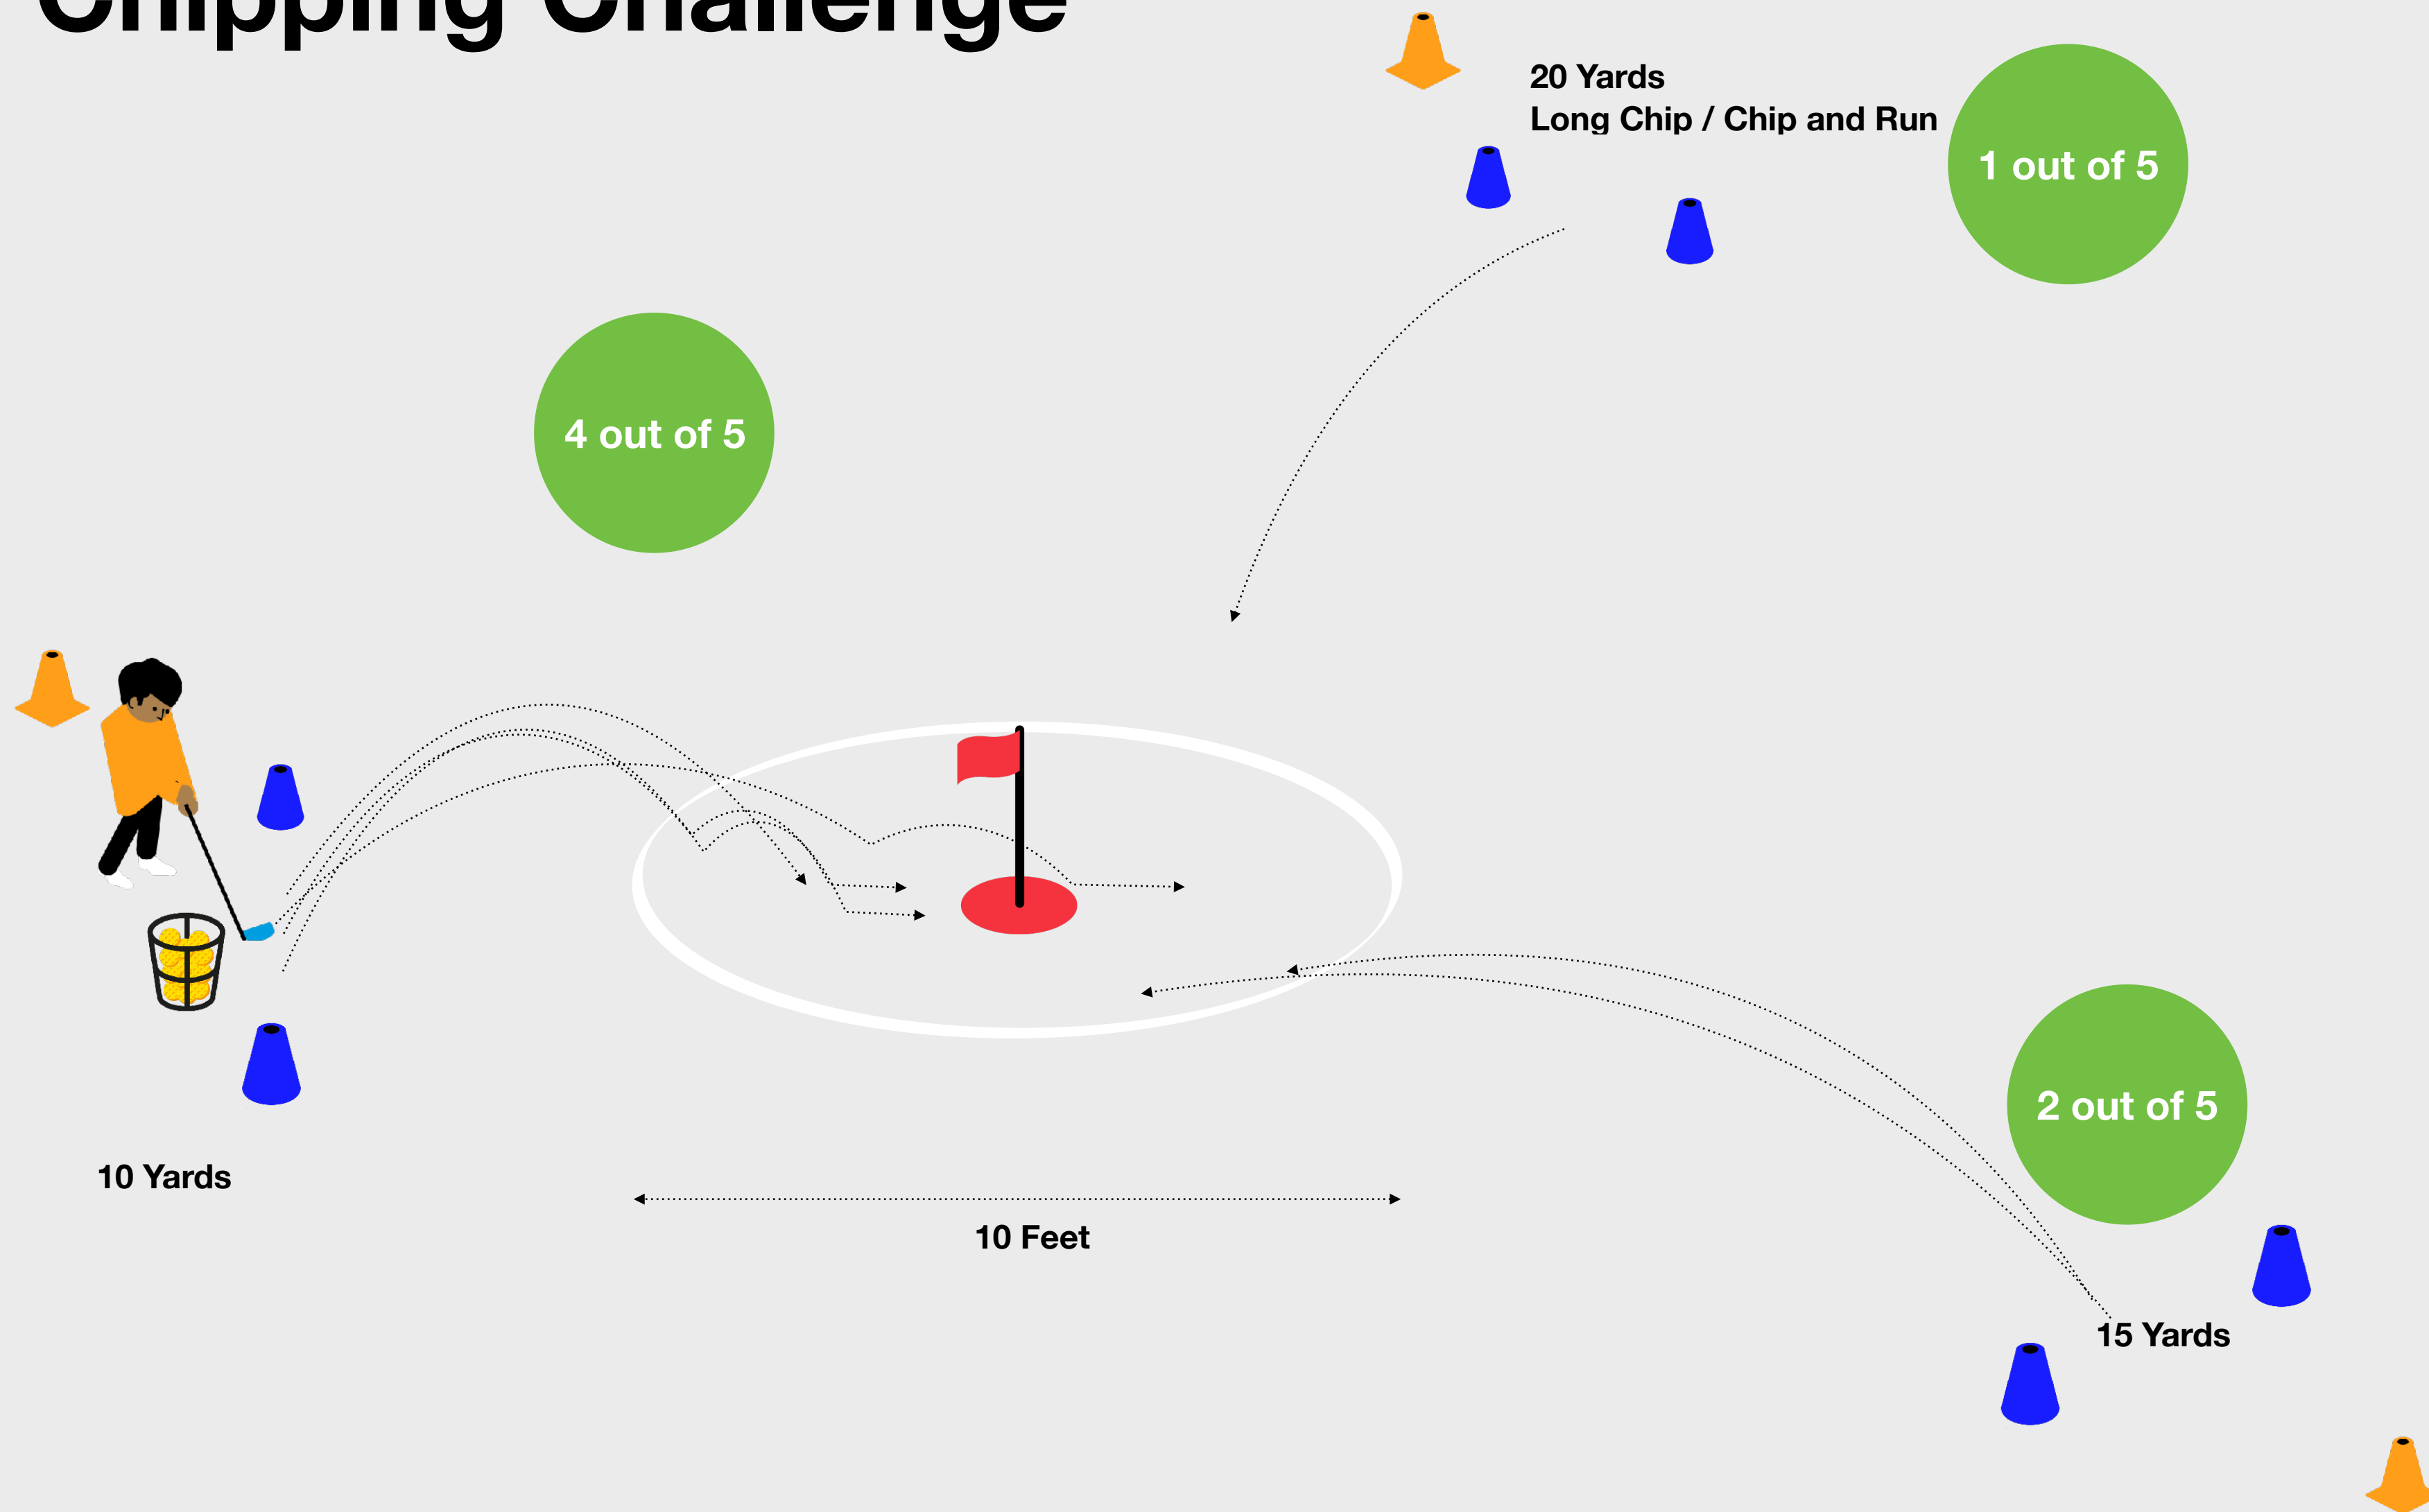 Chipping Challenge
20 Yards
Long Chip / Chip and Run
1 out of 5
4 out of 5
10 Yards
10 Feet
2 out of 5
15 Yards